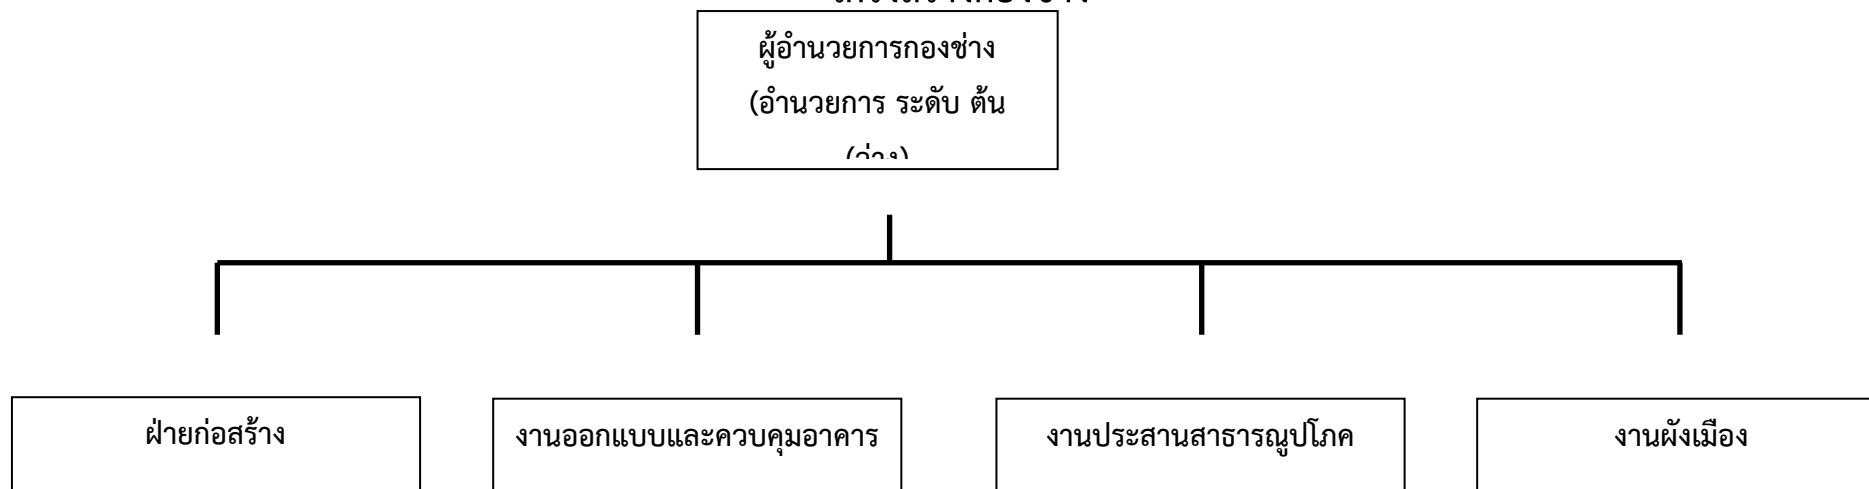 ผู้อำนวยการกองช่าง
(อำนวยการ ระดับ ต้น
ฝ่ายก่อสร้าง
งานออกแบบและควบคุมอาคาร
งานประสานสาธารณูปโภค
งานผังเมือง